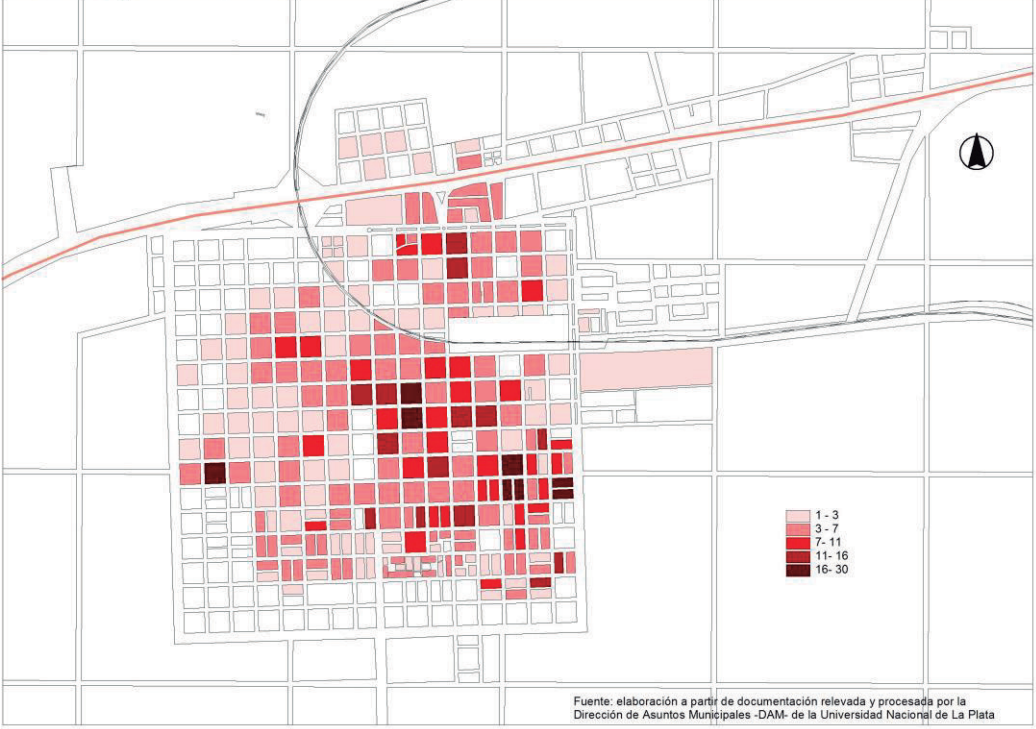 1 - 3
3 - 7
7- 11
11- 16
16- 30
Fuente: elaboración a partir de documentación relevada y procesada por la
Dirección de Asuntos Municipales -DAM- de la Universidad Nacional de La Plata